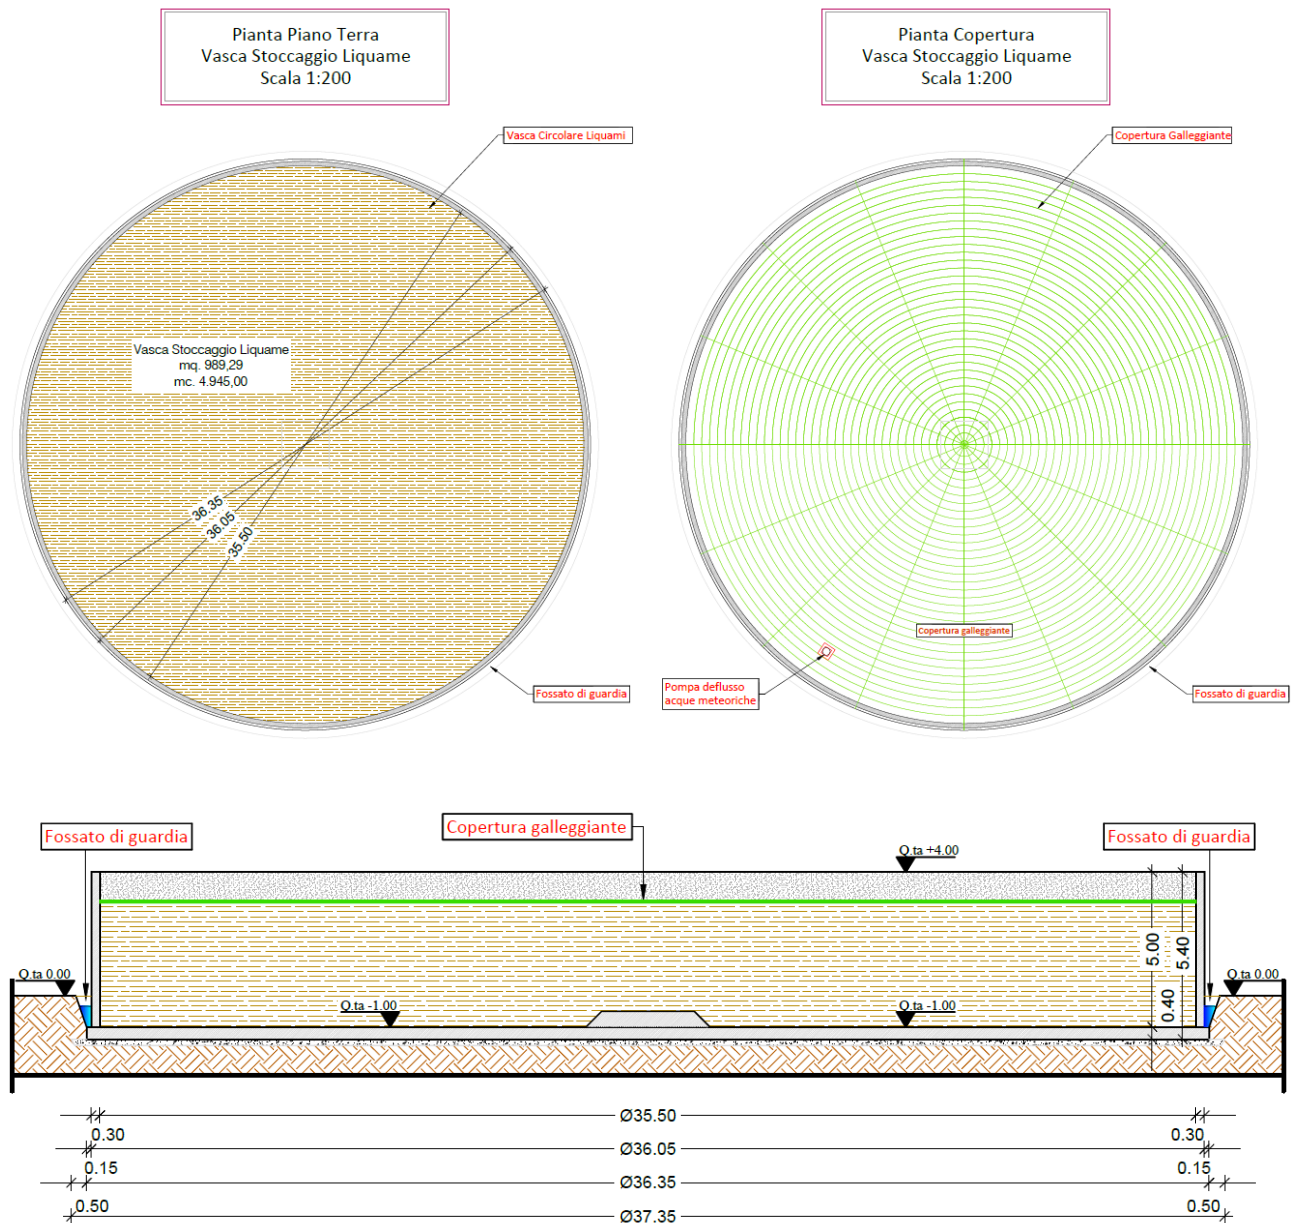 Pianta Piano Terra
Vasca Stoccaggio Liquame
Scala 1:200
Pianta Copertura
Vasca Stoccaggio Liquame
Scala 1:200
Vasca Circolare Liquami
Copertura Galleggiante
Vasca Stoccaggio Liquame
mq. 989,29
mc. 4.945,00
36.35
36.05
35.50
Fossato di guardia
Copertura galleggiante
Pompa deflusso
acque meteoriche
Fossato di guardia
Fossato di guardia
Copertura galleggiante
Fossato di guardia
Q.ta +4.00
5.00
5.40
0.40
Q.ta 0.00
Q.ta 0.00
Q.ta -1.00
Q.ta -1.00
Ø35.50
0.30
0.30
Ø36.05
0.15
0.15
Ø36.35
0.50
0.50
Ø37.35